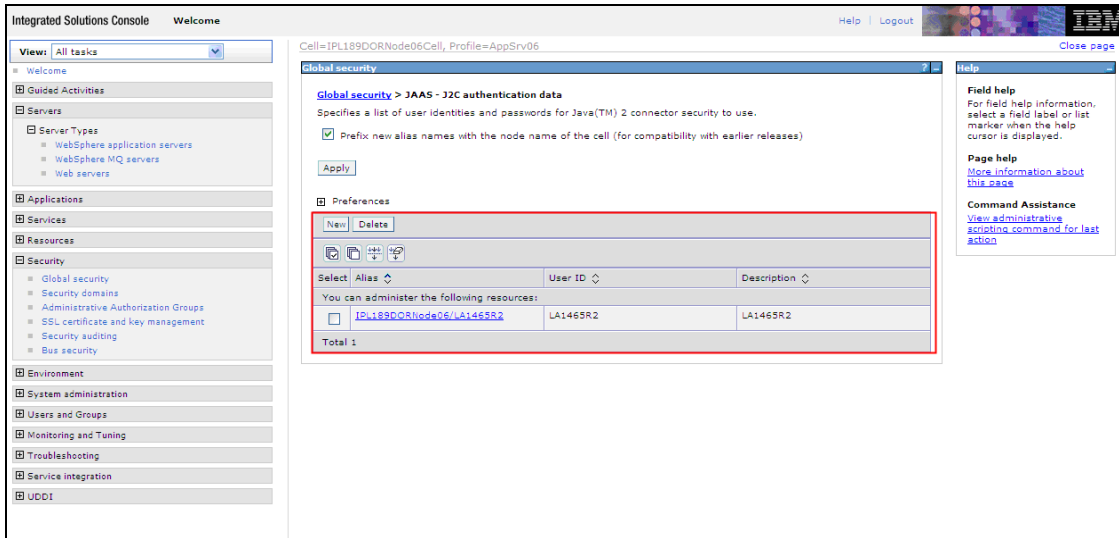 Integrated Solutions Console Welcome
Help | Logout
IBM
View: All tasks
Welcome
Guided Activities
Servers
Server Types
WebSphere application servers
WebSphere MQ servers
Web servers
Applications
Services
Resources
Security
Global security
Security domains
Administrative Authorization Groups
SSL certificate and key management
Security auditing
Bus security
Environment
System administration
Users and Groups
Monitoring and Tuning
Troubleshooting
Service integration
UDDI
Cell=IPL189DORNode06Cell, Profile=AppSrv06
Close page
Global security ? -
Global security > JAAS - J2C authentication data
Specifies a list of user identities and passwords for Java(TM) 2 connector security to use.
Prefix new alias names with the node name of the cell (for compatibility with earlier releases)
Apply
Preferences
New Delete
Select Alias User ID Description
You can administer the following resources:
IPL189DORNode06/LA1465R2 LA1465R2 LA1465R2
Total 1
Help -
Field help
For field help information,
select a field label or list
marker when the help
cursor is displayed.
Page help
More information about
this page
Command Assistance
View administrative
scripting command for last
action